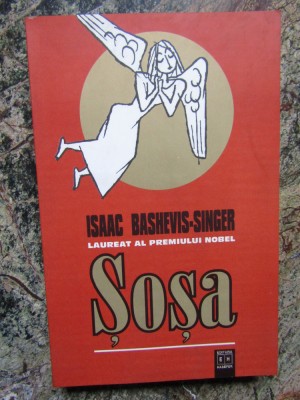 ISAAC BASHEVIS-SINGER
LAUREAT AL PREMIULUI NOBEL
Șoșa